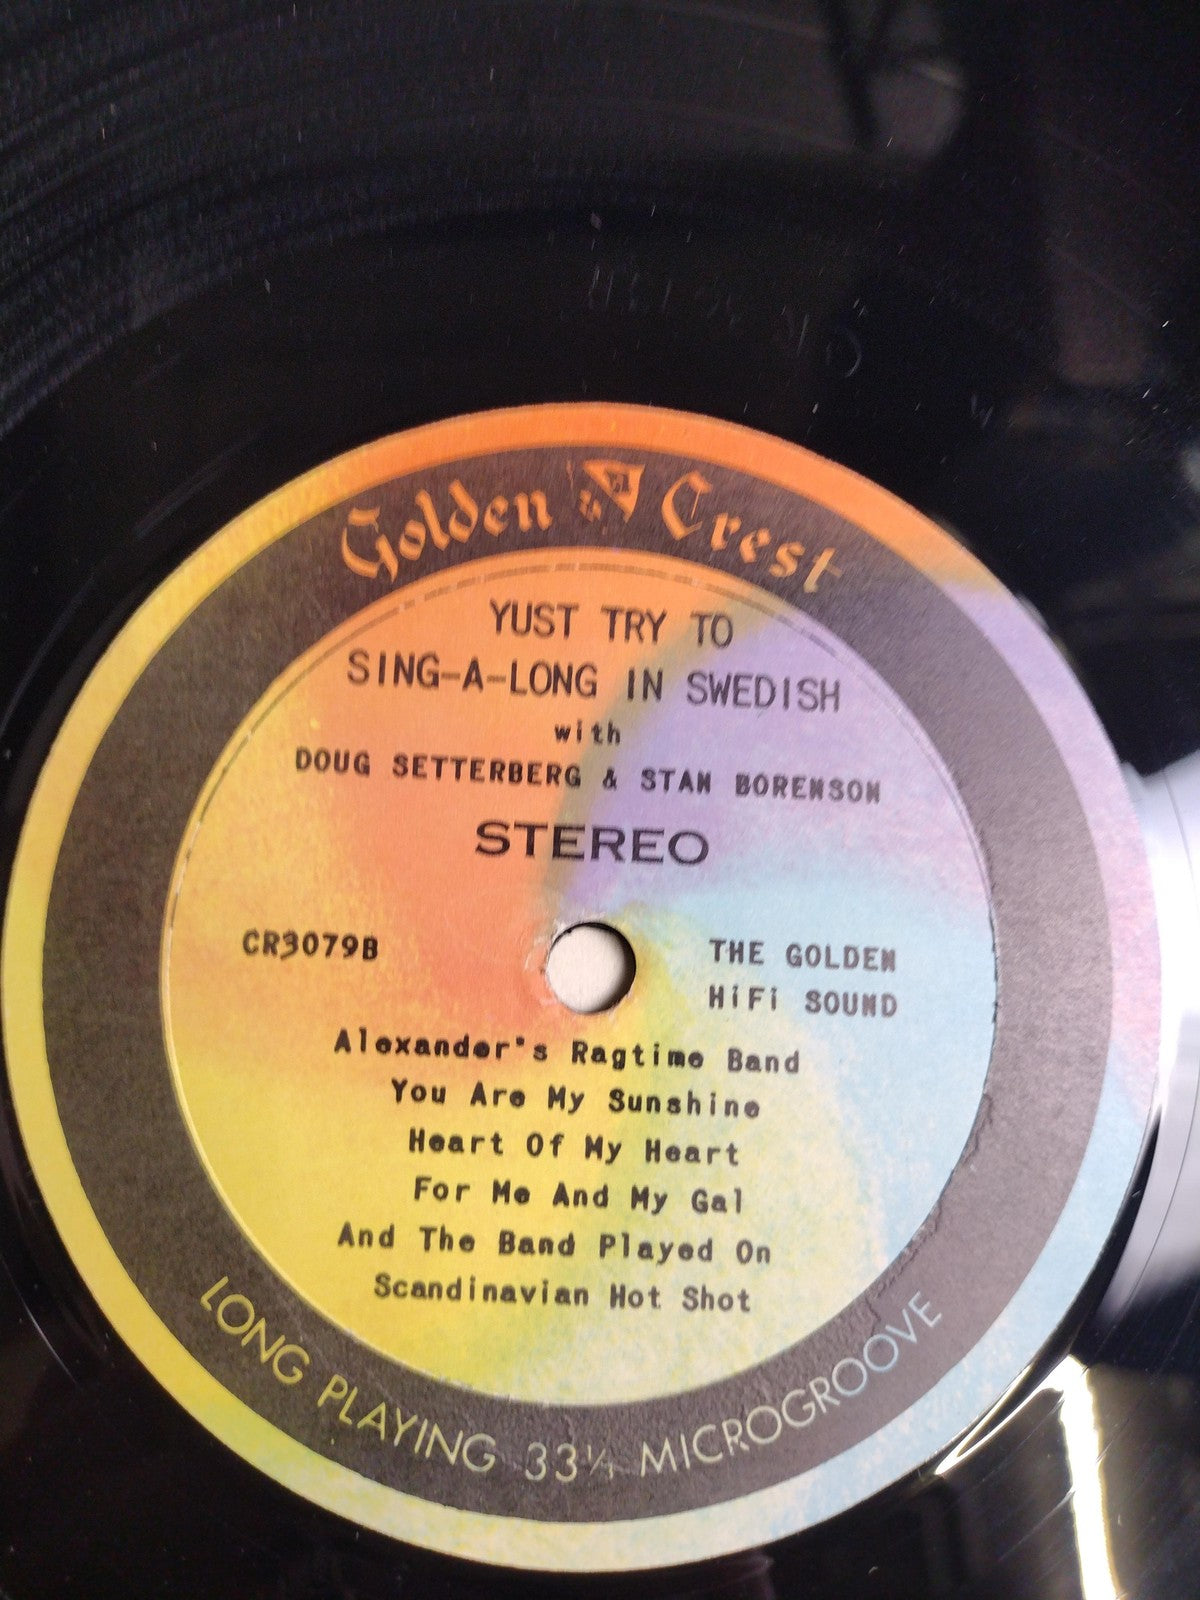 Golden Crest
YUST TRY TO
SING-A-LONG IN SWEDISH
with
DOUG SETTERBERG & STAN BORENSON
STEREO
CR3079B
THE GOLDEN
HiFi SOUND
Alexander's Ragtime Band
You Are My Sunshine
Heart Of My Heart
For Me And My Gal
And The Band Played On
Scandinavian Hot Shot
LONG PLAYING 33⅓ MICROGROOVE